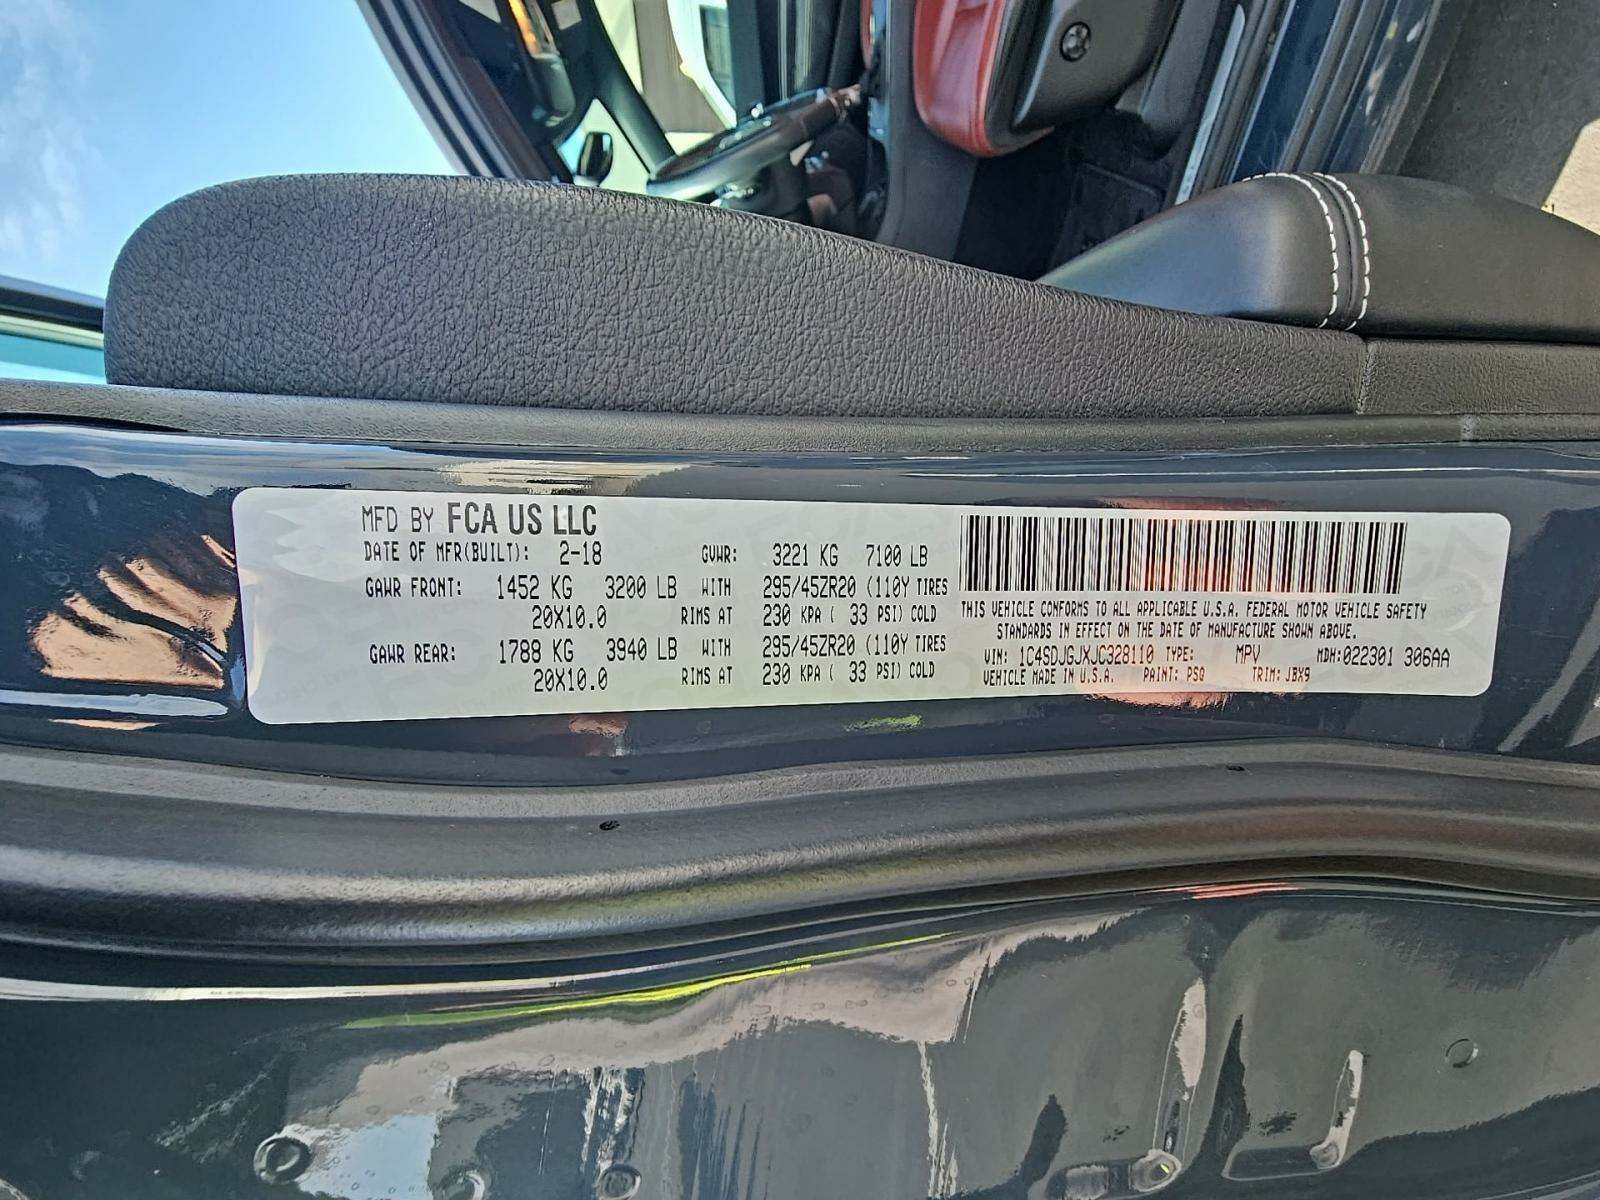 MFD BY FCA US LLC
DATE OF MFR(BUILT): 2-18 GVWR: 3221 KG 7100 LB
GAWR FRONT: 1452 KG 3200 LB WITH 295/45ZR20 (110Y TIRES
20X10.0 RIMS AT 230 KPA ( 33 PSI) COLD
GAWR REAR: 1788 KG 3940 LB WITH 295/45ZR20 (110Y TIRES
20X10.0 RIMS AT 230 KPA ( 33 PSI) COLD
THIS VEHICLE CONFORMS TO ALL APPLICABLE U.S.A. FEDERAL MOTOR VEHICLE SAFETY
STANDARDS IN EFFECT ON THE DATE OF MANUFACTURE SHOWN ABOVE.
VIN: 1C4SDJGJXJC328110 TYPE: MPV MDH:022301 306AA
VEHICLE MADE IN U.S.A. PAINT: PSQ TRIM: JBX9